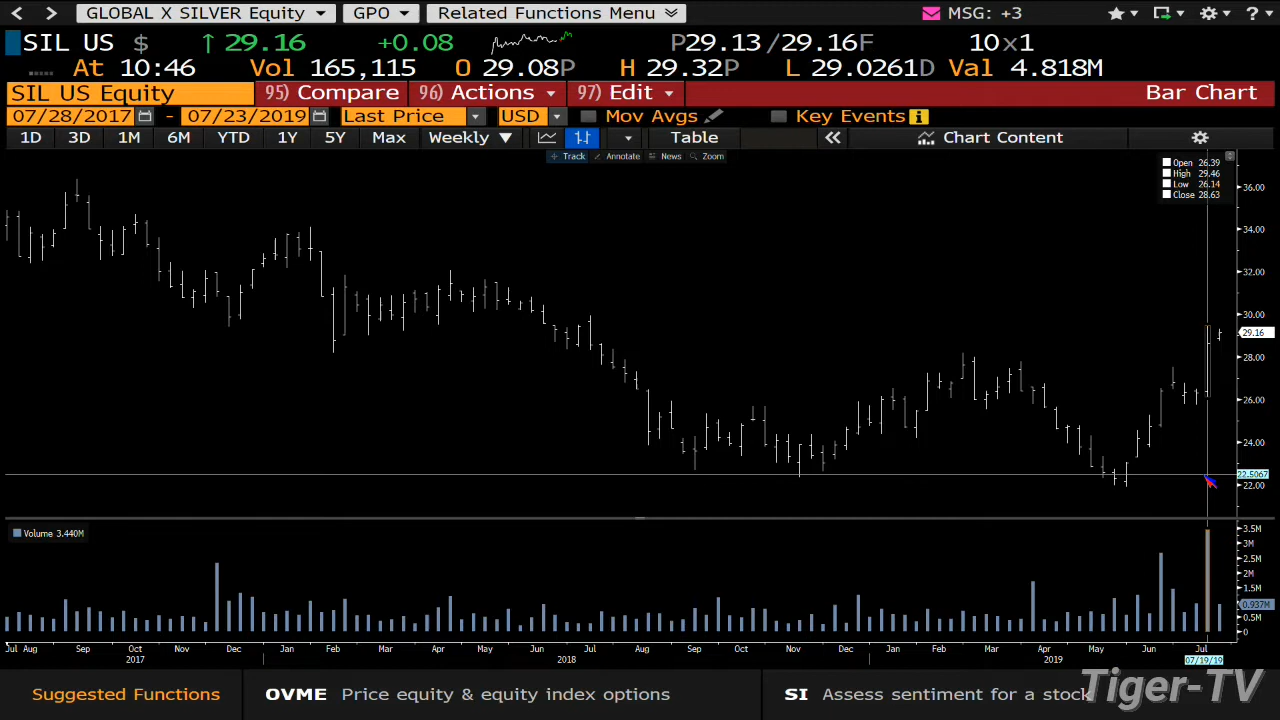 GLOBAL X SILVER Equity GPO Related Functions Menu MSG: +3 ?
SIL US $ ↑ 29.16 +0.08 P29.13 /29.16F 10x1
At 10:46 Vol 165,115 O 29.08P H 29.32P L 29.0261D Val 4.818M
SIL US Equity 95) Compare 96) Actions 97) Edit Bar Chart
07/28/2017 - 07/23/2019 Last Price USD Mov Avgs Key Events
1D 3D 1M 6M YTD 1Y 5Y Max Weekly ▼ Table « Chart Content
Track Annotate News Zoom
Open 26.39
High 29.46
Low 26.14
Close 28.63
36.00
34.00
32.00
30.00
29.16
28.00
26.00
24.00
22.5067
22.00
Volume 3.440M
3.5M
3M
2.5M
2M
1.5M
0.937M
0.5M
0
Jul Aug Sep Oct Nov Dec Jan Feb Mar Apr May Jun Jul Aug Sep Oct Nov Dec Jan Feb Mar Apr May Jun Jul
2017 2018 2019 07/19/19
Suggested Functions OVME Price equity & equity index options SI Assess sentiment for a stock
Tiger-TV